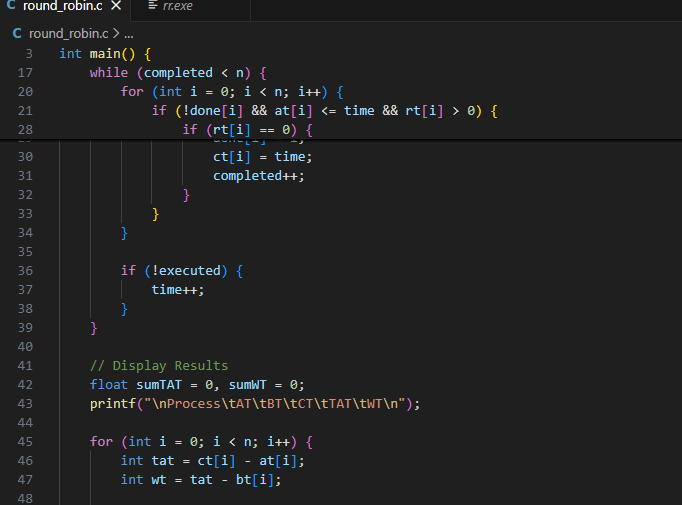 C round_robin.c × rr.exe
C round_robin.c > ...
3 int main() {
17 while (completed < n) {
20 for (int i = 0; i < n; i++) {
21 if (!done[i] && at[i] <= time && rt[i] > 0) {
28 if (rt[i] == 0) {
30 ct[i] = time;
31 completed++;
32 }
33 }
34 }
35
36 if (!executed) {
37 time++;
38 }
39 }
40
41 // Display Results
42 float sumTAT = 0, sumWT = 0;
43 printf("\nProcess\tAT\tBT\tCT\tTAT\tWT\n");
44
45 for (int i = 0; i < n; i++) {
46 int tat = ct[i] - at[i];
47 int wt = tat - bt[i];
48